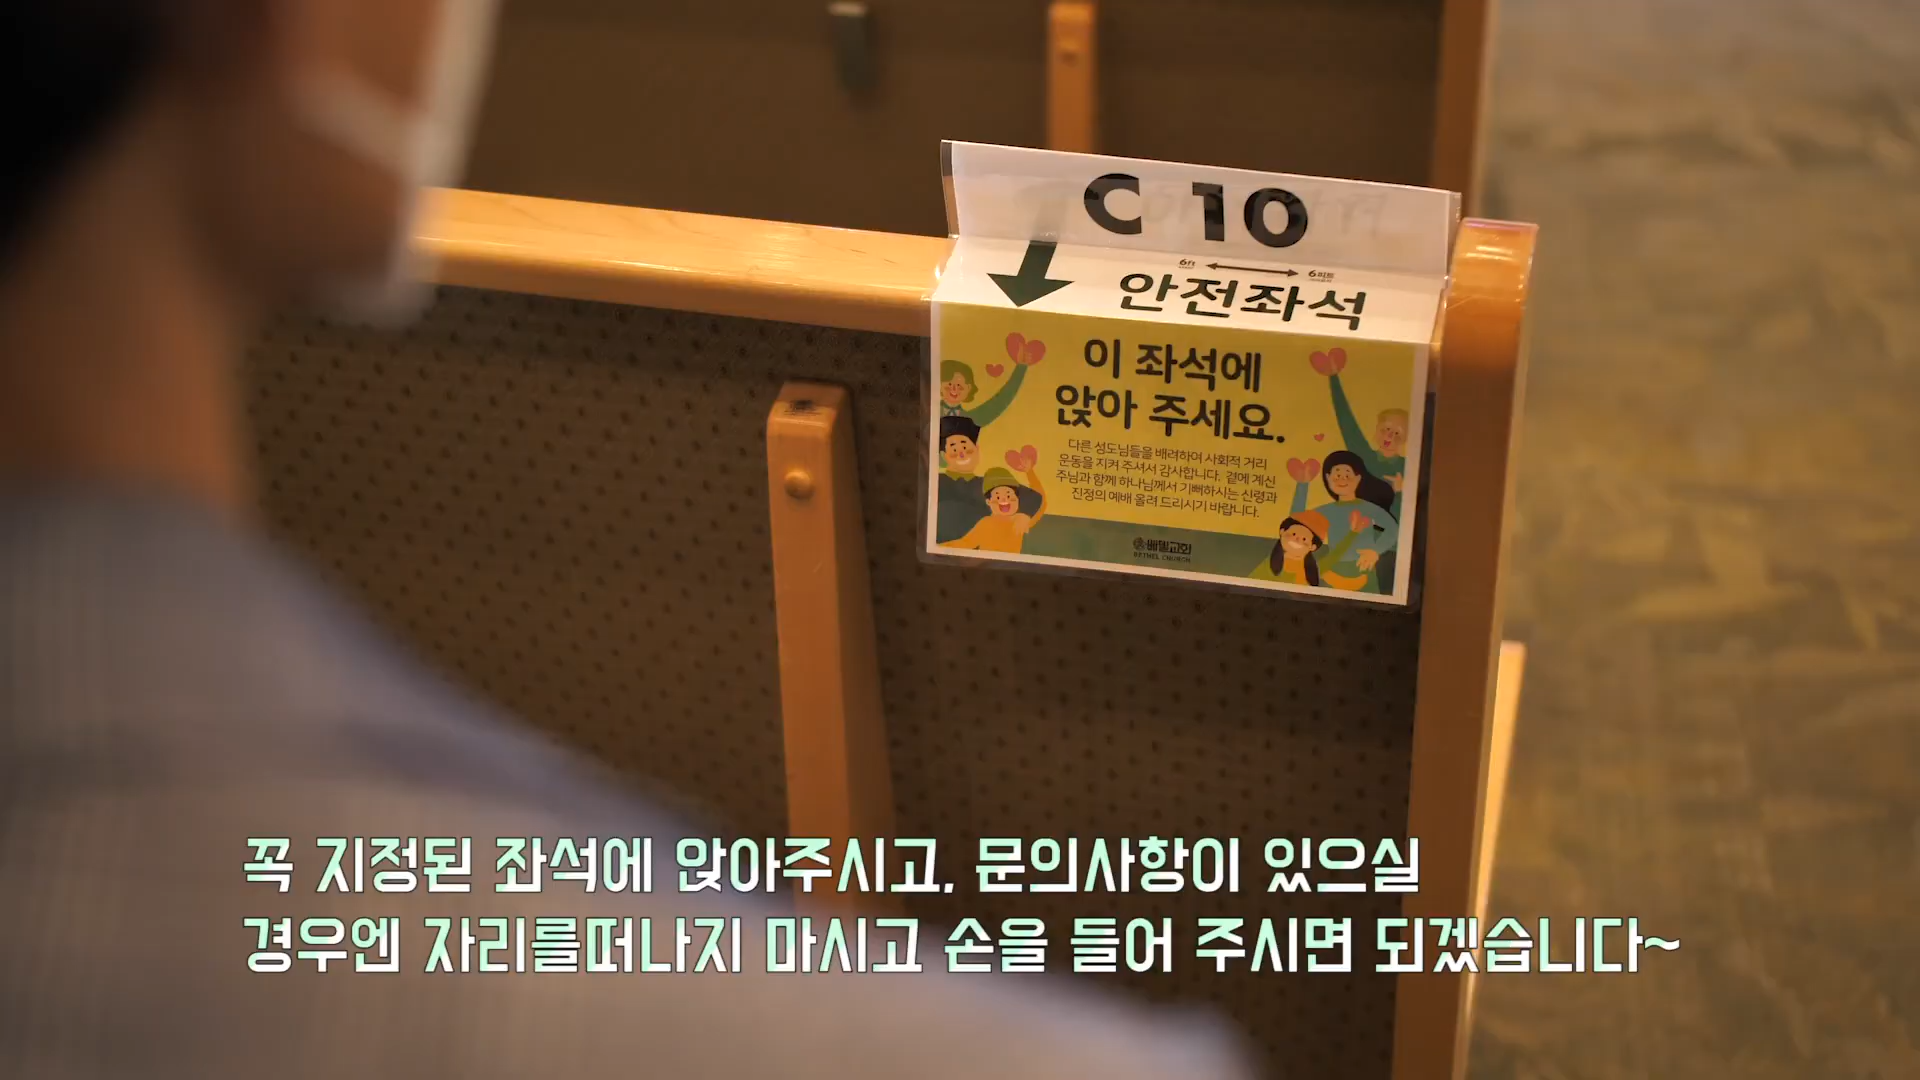 C 10
6ft 6피트
안전좌석
이 좌석에
앉아 주세요.
다른 성도님들을 배려하여 사회적 거리
운동을 지켜 주셔서 감사합니다. 곁에 계신
주님과 함께 하나님께서 기뻐하시는 신령과
진정의 예배 올려 드리시기 바랍니다.
베델교회
BETHEL CHURCH
꼭 지정된 좌석에 앉아주시고, 문의사항이 있으실
경우엔 자리를떠나지 마시고 손을 들어 주시면 되겠습니다~